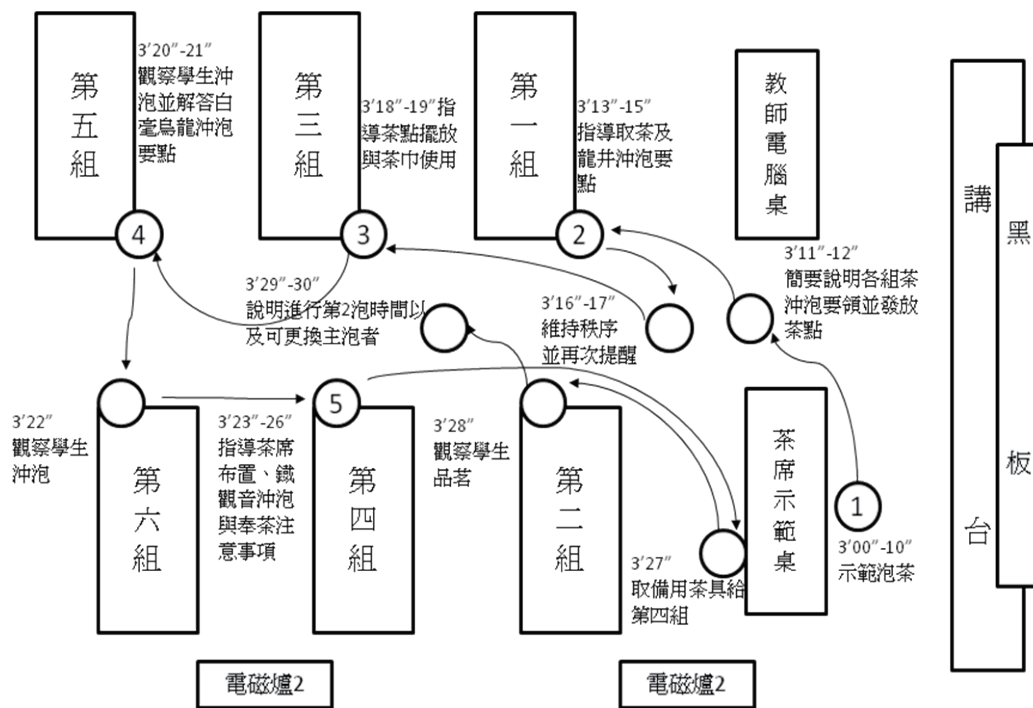 第五組
3’20”-21”
觀察學生沖
泡並解答白
毫烏龍沖泡
要點
4
第三組
3’18”-19”指
導茶點擺放
與茶巾使用
3
第一組
3’13”-15”
指導取茶及
龍井沖泡要
點
2
教師電腦桌
講台
黑板
3’11”-12”
簡要說明各組茶
沖泡要領並發放
茶點
3’29”-30”
說明進行第2泡時間以
及可更換主泡者
3’16”-17”
維持秩序
並再次提醒
3’22”
觀察學生
沖泡
第六組
3’23”-26”
指導茶席
布置、鐵
觀音沖泡
與奉茶注
意事項
5
第四組
3’28”
觀察學生
品茗
第二組
3’27”
取備用茶具給
第四組
茶席示範桌
1
3’00”-10”
示範泡茶
電磁爐2
電磁爐2